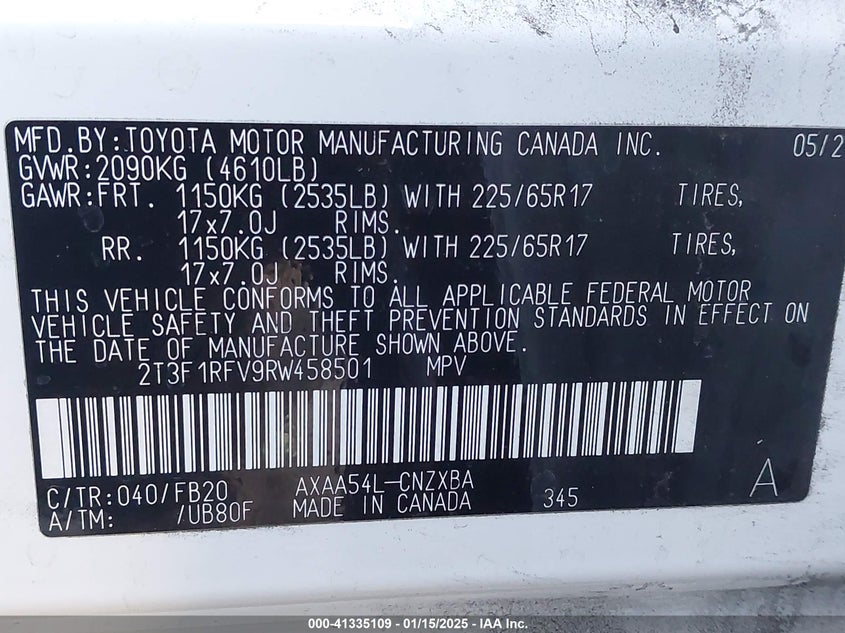 MFD.BY:TOYOTA MOTOR MANUFACTURING CANADA INC. 05/2
GVWR:2090KG (4610LB)
GAWR:FRT. 1150KG (2535LB) WITH 225/65R17 TIRES,
17x7.0J RIMS.
RR. 1150KG (2535LB) WITH 225/65R17 TIRES,
17x7.0J RIMS.
THIS VEHICLE CONFORMS TO ALL APPLICABLE FEDERAL MOTOR
VEHICLE SAFETY AND THEFT PREVENTION STANDARDS IN EFFECT ON
THE DATE OF MANUFACTURE SHOWN ABOVE.
2T3F1RFV9RW458501 MPV
C/TR:040/FB20 AXAA54L-CNZXBA A
A/TM: /UB80F MADE IN CANADA 345
000-41335109 - 01/15/2025 - IAA Inc.